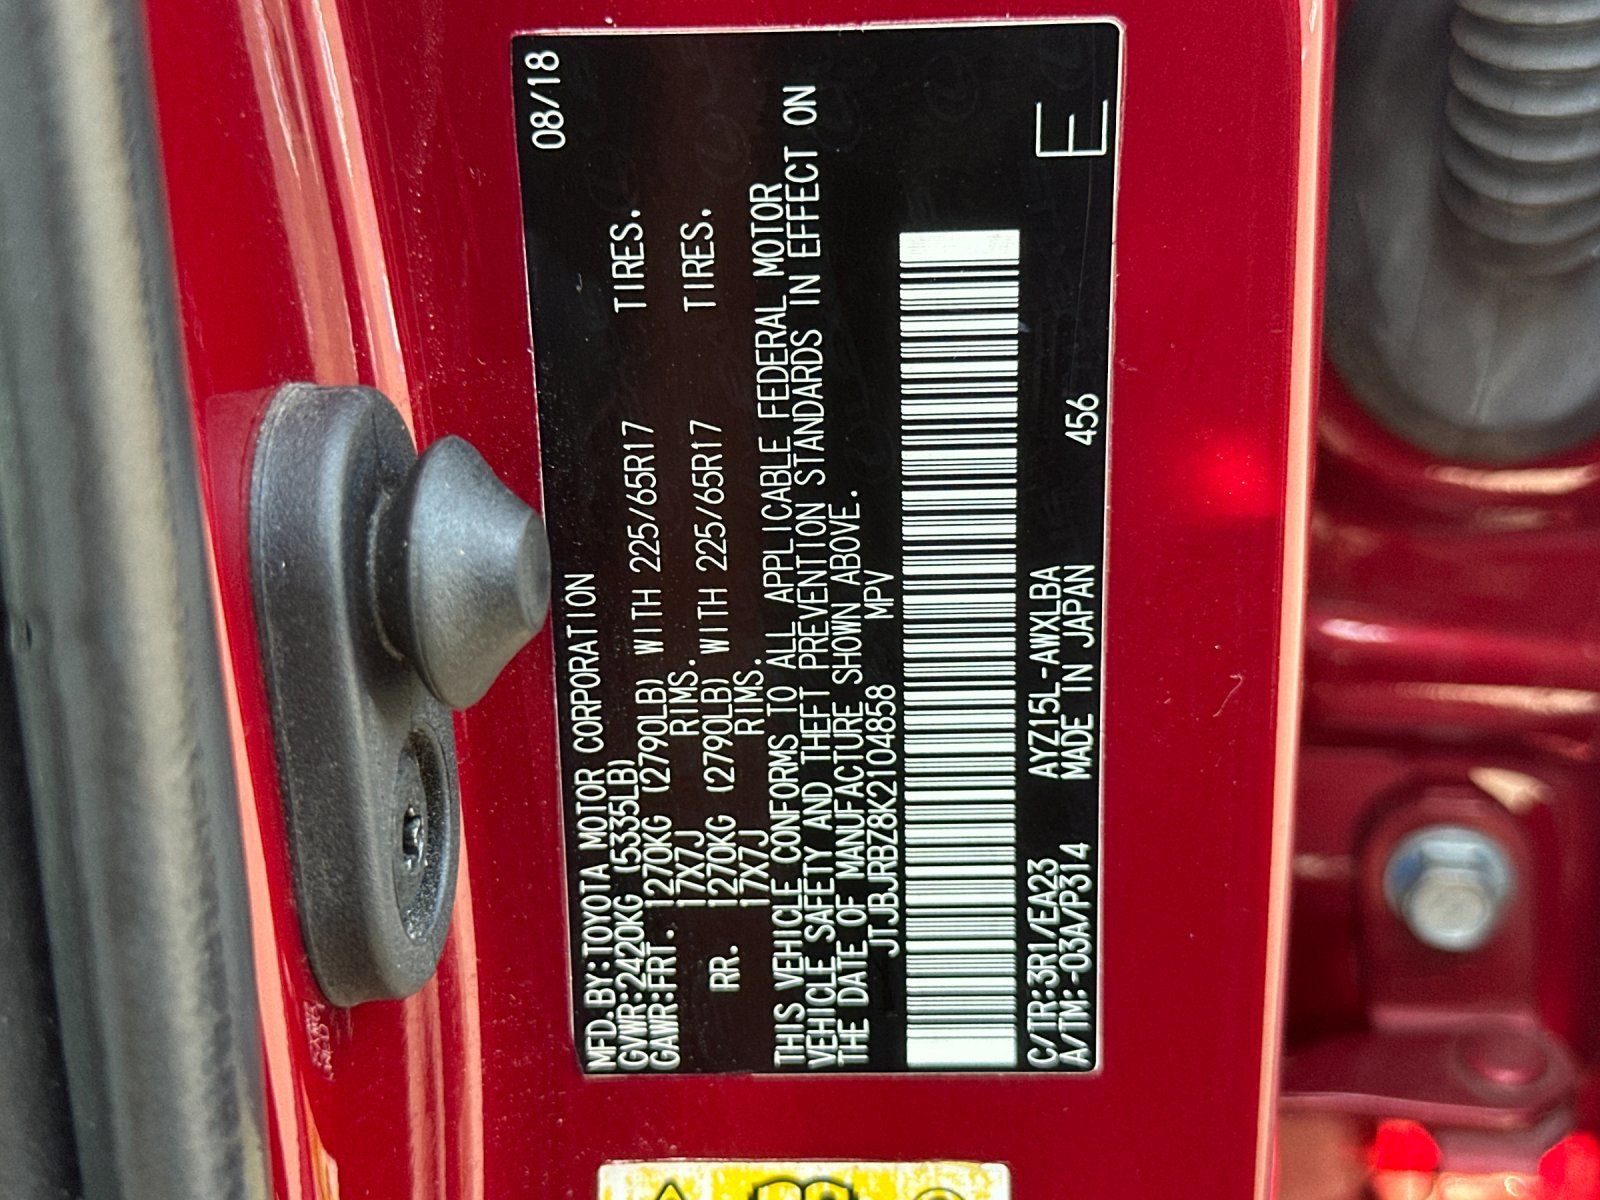 MFD.BY:TOYOTA MOTOR CORPORATION 08/18
GVWR:2420KG (5335LB)
GAWR:FRT. 1270KG (2790LB) WITH 225/65R17 TIRES.
17X7J RIMS.
RR. 1270KG (2790LB) WITH 225/65R17 TIRES.
17X7J RIMS.
THIS VEHICLE CONFORMS TO ALL APPLICABLE FEDERAL MOTOR
VEHICLE SAFETY AND THEFT PREVENTION STANDARDS IN EFFECT ON
THE DATE OF MANUFACTURE SHOWN ABOVE.
JTJBJRBZ8K2104858 MPV
C/TR:3R1/EA23 AYZ15L-AWXLBA 456 E
A/TM:-03A/P314 MADE IN JAPAN